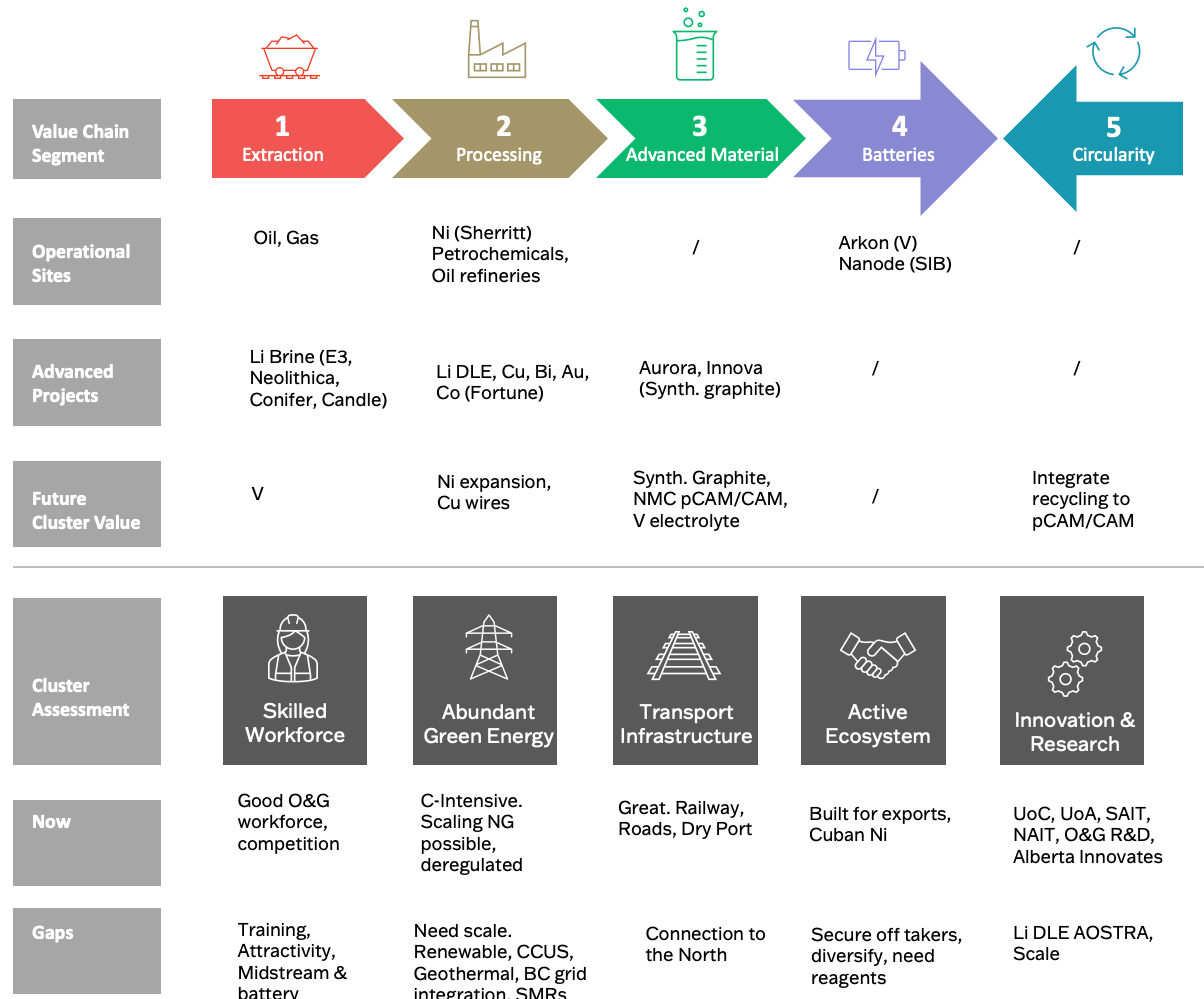 Value Chain
Segment
1
Extraction
2
Processing
3
Advanced Material
4
Batteries
5
Circularity
Operational
Sites
Oil, Gas
Ni (Sherritt)
Petrochemicals,
Oil refineries
/
Arkon (V)
Nanode (SIB)
/
Advanced
Projects
Li Brine (E3,
Neolithica,
Conifer, Candle)
Li DLE, Cu, Bi, Au,
Co (Fortune)
Aurora, Innova
(Synth. graphite)
/
/
Future
Cluster Value
V
Ni expansion,
Cu wires
Synth. Graphite,
NMC pCAM/CAM,
V electrolyte
/
Integrate
recycling to
pCAM/CAM
Cluster
Assessment
Skilled
Workforce
Abundant
Green Energy
Transport
Infrastructure
Active
Ecosystem
Innovation &
Research
Now
Good O&G
workforce,
competition
C-Intensive.
Scaling NG
possible,
deregulated
Great. Railway,
Roads, Dry Port
Built for exports,
Cuban Ni
UoC, UoA, SAIT,
NAIT, O&G R&D,
Alberta Innovates
Gaps
Training,
Attractivity,
Midstream &
battery
Need scale.
Renewable, CCUS,
Geothermal, BC grid
integration, SMRs
Connection to
the North
Secure off takers,
diversify, need
reagents
Li DLE AOSTRA,
Scale